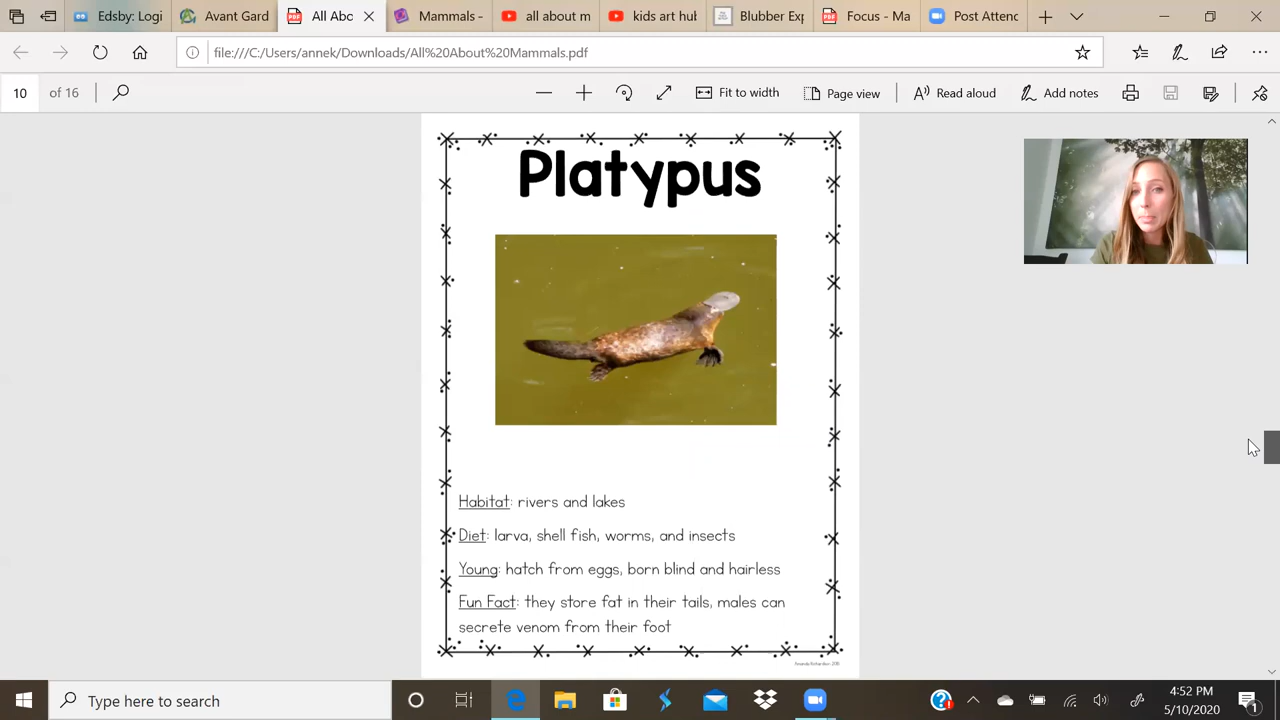 Edsby: Logi
Avant Gard
All Abc
Mammals -
all about m
kids art hub
Blubber Exp
Focus - Ma
Post Attenc
file:///C:/Users/annek/Downloads/All%20About%20Mammals.pdf
10 of 16
Fit to width
Page view
Read aloud
Add notes
Platypus
Habitat: rivers and lakes
Diet: larva, shell fish, worms, and insects
Young: hatch from eggs, born blind and hairless
Fun Fact: they store fat in their tails, males can
secrete venom from their foot
Type here to search
4:52 PM
5/10/2020